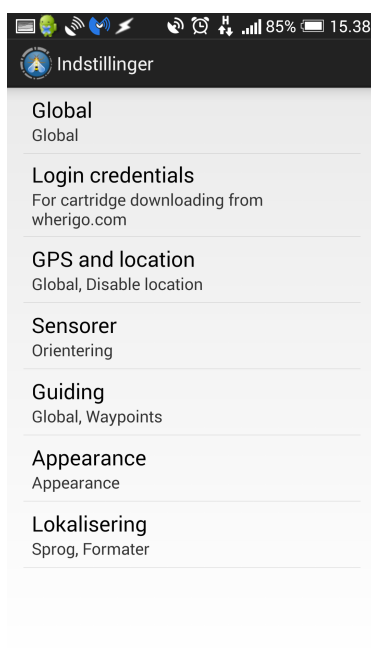 H 85% 15.38
Indstillinger
Global
Global
Login credentials
For cartridge downloading from
wherigo.com
GPS and location
Global, Disable location
Sensorer
Orientering
Guiding
Global, Waypoints
Appearance
Appearance
Lokalisering
Sprog, Formater